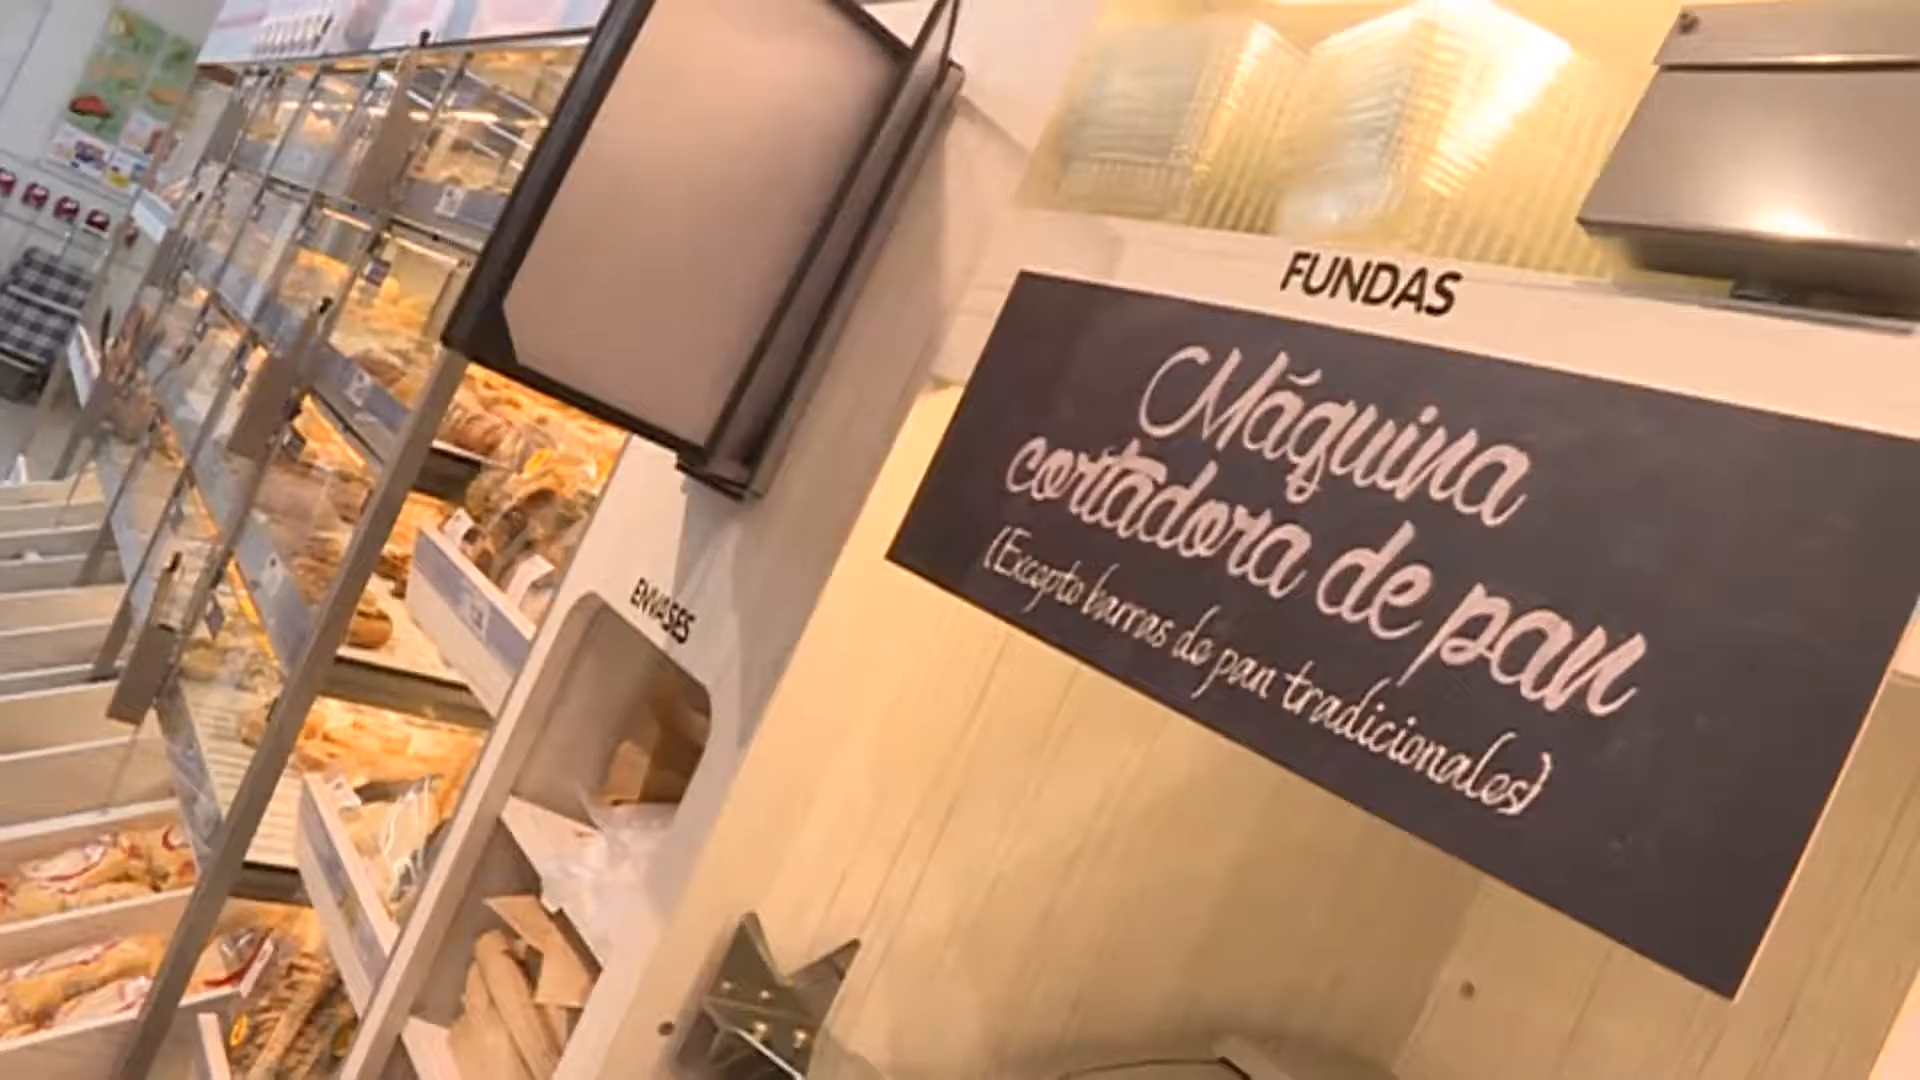 FUNDAS
Máquina
cortadora de pan
(Excepto barras de pan tradicionales)
ENVASES